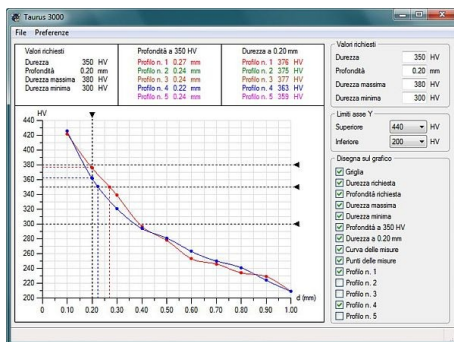 Taurus 3000
File Preferenze
Valori richiesti
Durezza 350 HV
Profondità 0.20 mm
Durezza massima 380 HV
Durezza minima 300 HV
Profondità a 350 HV
Profilo n. 1 0.27 mm
Profilo n. 2 0.24 mm
Profilo n. 3 0.24 mm
Profilo n. 4 0.22 mm
Profilo n. 5 0.24 mm
Durezza a 0.20 mm
Profilo n. 1 376 HV
Profilo n. 2 375 HV
Profilo n. 3 377 HV
Profilo n. 4 363 HV
Profilo n. 5 359 HV
HV
440
420
400
380
360
340
320
300
280
260
240
220
200
0 0.10 0.20 0.30 0.40 0.50 0.60 0.70 0.80 0.90 1.00 d (mm)
Valori richiesti
Durezza 350 HV
Profondità 0.20 mm
Durezza massima 380 HV
Durezza minima 300 HV
Limiti asse Y
Superiore 440 HV
Inferiore 200 HV
Disegna sul grafico
Griglia
Durezza richiesta
Profondità richiesta
Durezza massima
Durezza minima
Profondità a 350 HV
Durezza a 0.20 mm
Curva delle misure
Punti delle misure
Profilo n. 1
Profilo n. 2
Profilo n. 3
Profilo n. 4
Profilo n. 5